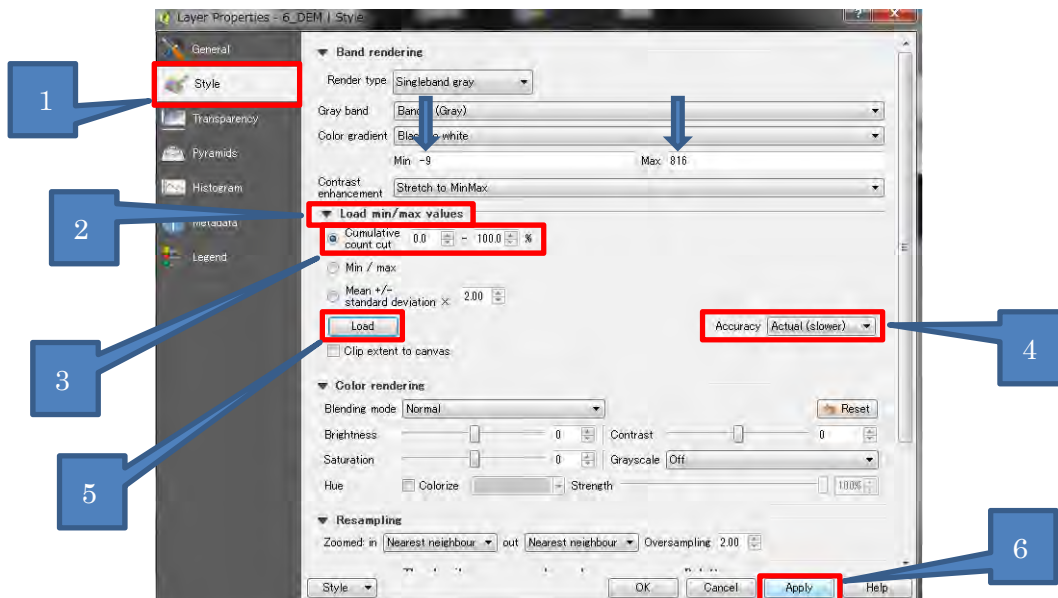 Layer Properties - 6_DEM | Style
General
Style
Transparency
Pyramids
Histogram
Metadata
Legend
Band rendering
Render type Singleband gray
Gray band (Gray)
Color gradient white
Min -9 Max 816
Contrast enhancement Stretch to MinMax
Load min/max values
Cumulative count cut 0.0 - 100.0 %
Min / max
Mean +/- standard deviation × 2.00
Load
Accuracy Actual (slower)
Clip extent to canvas
Color rendering
Blending mode Normal
Reset
Brightness 0 Contrast 0
Saturation 0 Grayscale Off
Hue Colorize Strength 100%
Resampling
Zoomed: in Nearest neighbour out Nearest neighbour Oversampling 2.00
Style OK Cancel Apply Help
1
2
3
4
5
6